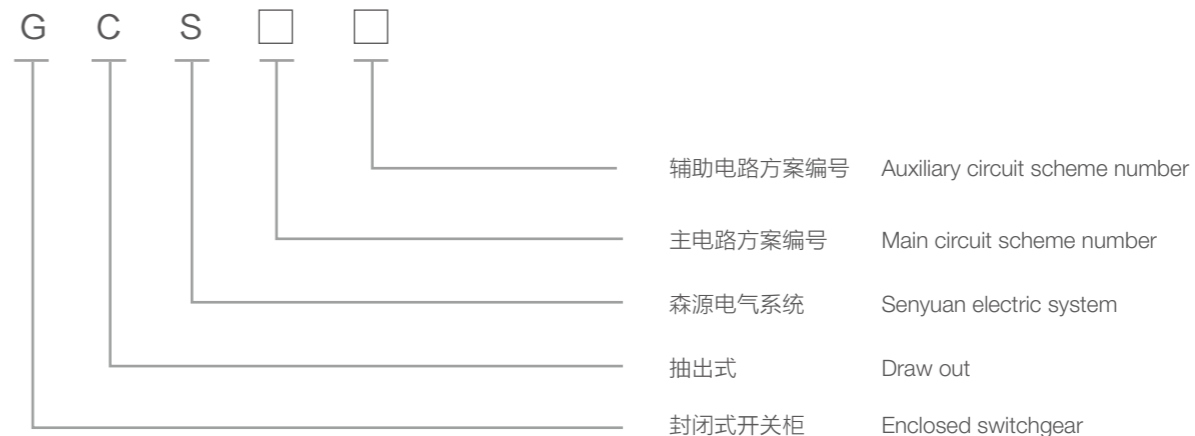 G C S □ □
辅助电路方案编号 Auxiliary circuit scheme number
主电路方案编号 Main circuit scheme number
森源电气系统 Senyuan electric system
抽出式 Draw out
封闭式开关柜 Enclosed switchgear